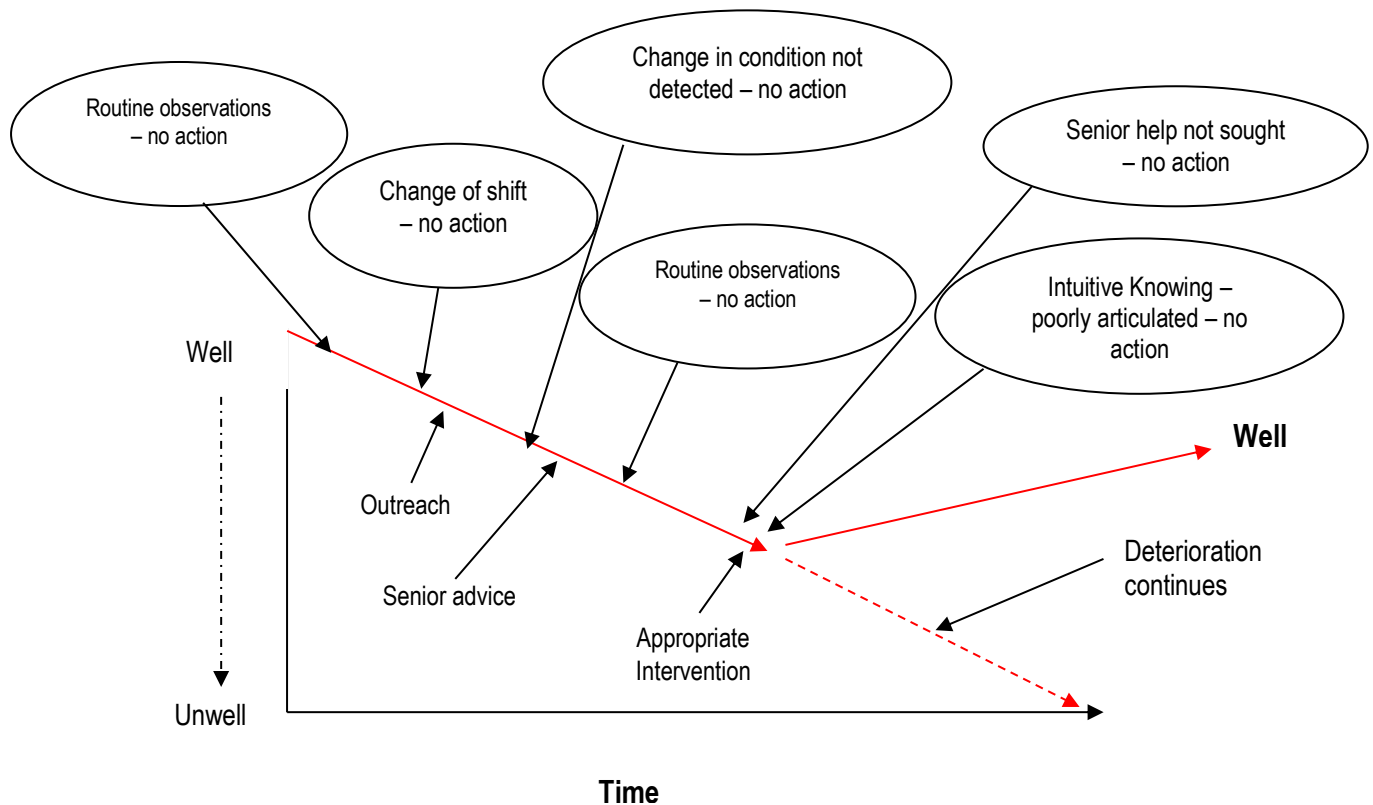 Routine observations
– no action
Change of shift
– no action
Change in condition not
detected – no action
Routine observations
– no action
Senior help not sought
– no action
Intuitive Knowing –
poorly articulated – no
action
Well
Unwell
Outreach
Senior advice
Appropriate
Intervention
Well
Deterioration
continues
Time